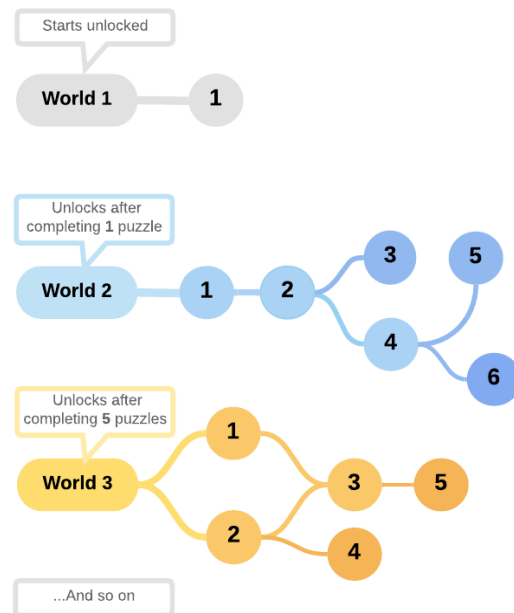 Starts unlocked
World 1
1
Unlocks after
completing 1 puzzle
World 2
1
2
3
4
5
6
Unlocks after
completing 5 puzzles
World 3
1
2
3
4
5
...And so on